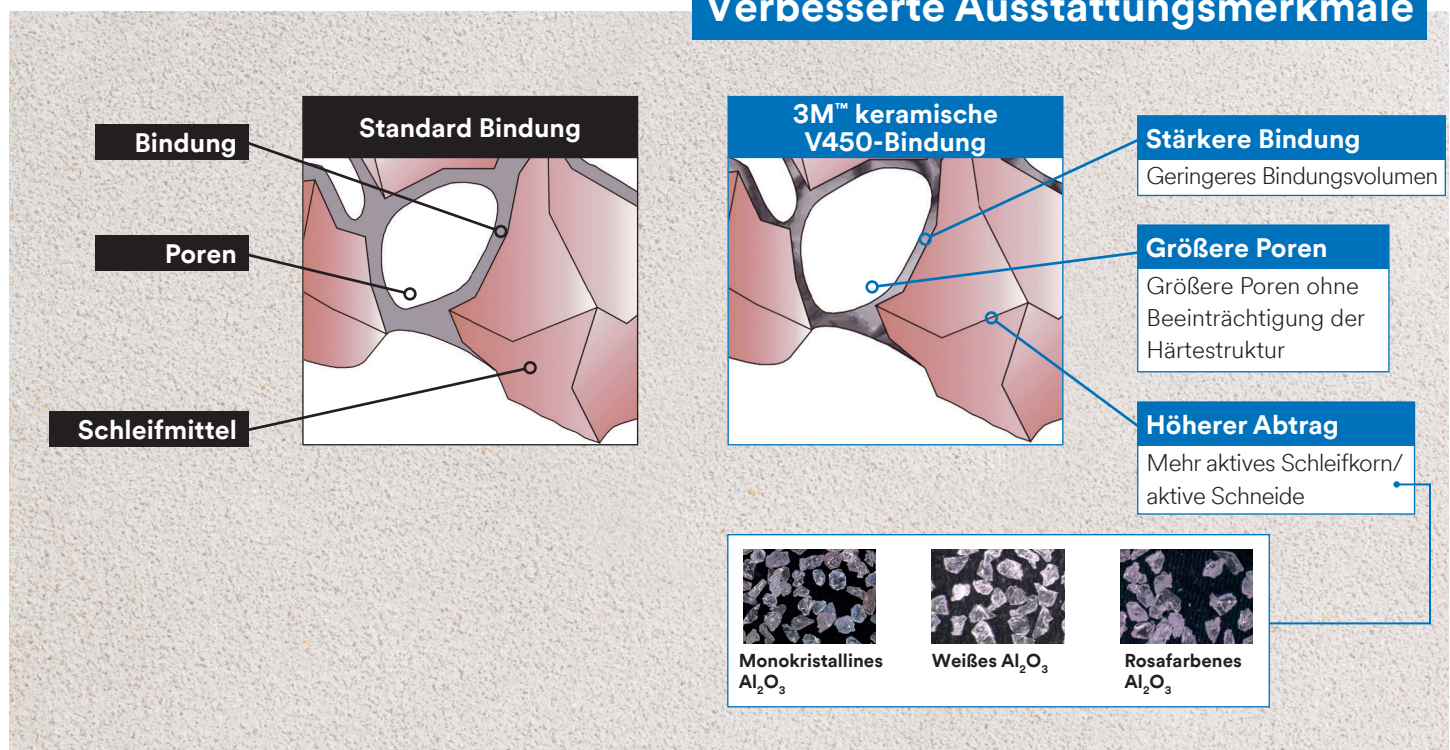 Verbesserte Ausstattungsmerkmale
Standard Bindung
Bindung
Poren
Schleifmittel
3M™ keramische
V450-Bindung
Stärkere Bindung
Geringeres Bindungsvolumen
Größere Poren
Größere Poren ohne
Beeinträchtigung der
Härtestruktur
Höherer Abtrag
Mehr aktives Schleifkorn/
aktive Schneide
Monokristallines
Al₂O₃
Weißes Al₂O₃
Rosafarbenes
Al₂O₃